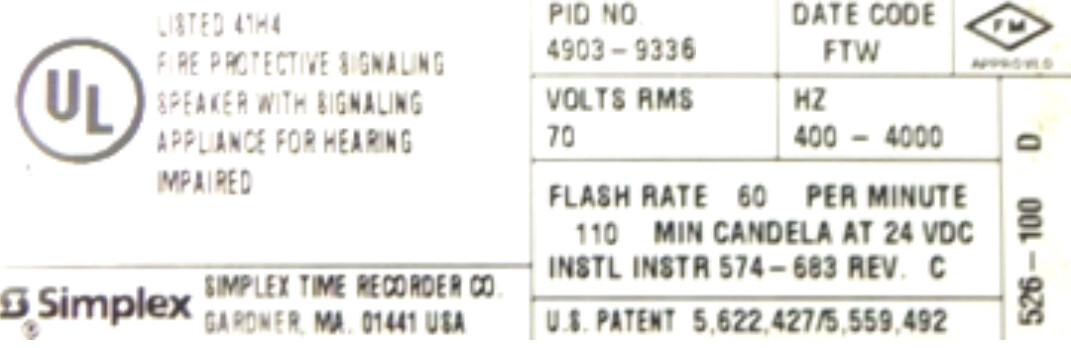 UL
LISTED 41H4
FIRE PROTECTIVE SIGNALING
SPEAKER WITH SIGNALING
APPLIANCE FOR HEARING
IMPAIRED
Simplex ®
SIMPLEX TIME RECORDER CO.
GARDNER, MA. 01441 USA
PID NO.
4903 – 9336
DATE CODE
FTW
FM
APPROVED
VOLTS RMS
70
HZ
400 – 4000
FLASH RATE 60 PER MINUTE
110 MIN CANDELA AT 24 VDC
INSTL INSTR 574 – 683 REV. C
U.S. PATENT 5,622,427/5,559,492
526 – 100 D